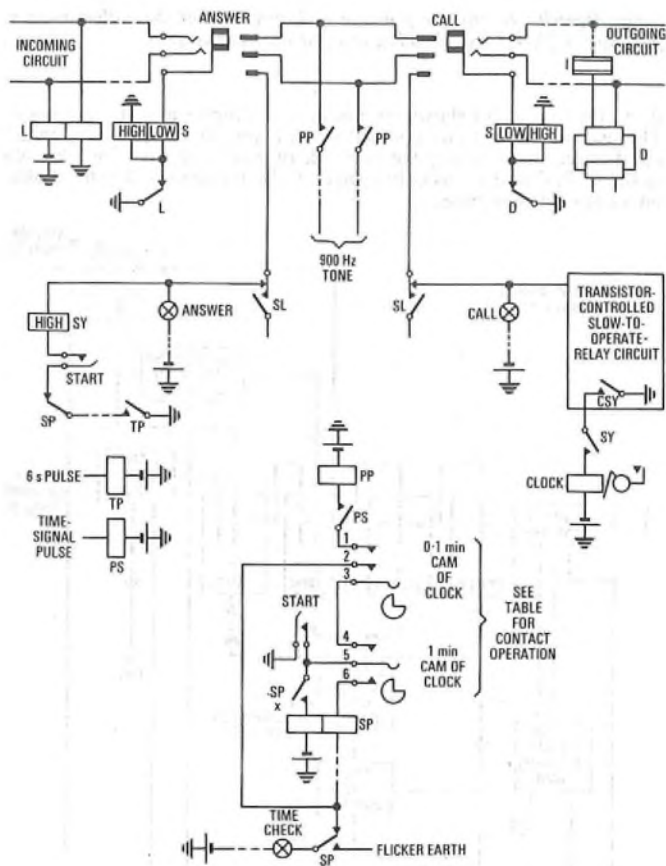 ANSWER
CALL
INCOMING
CIRCUIT
OUTGOING
CIRCUIT
I
L
HIGH LOW S
PP
PP
S LOW HIGH
D
L
D
900 Hz
TONE
HIGH SY
ANSWER
SL
SL
CALL
TRANSISTOR-
CONTROLLED
SLOW-TO-
OPERATE-
RELAY CIRCUIT
START
CSY
SP
TP
SY
CLOCK
6 s PULSE
TP
TIME-
SIGNAL
PULSE
PS
PP
PS
1
2
3
0·1 min
CAM
OF
CLOCK
START
4
5
6
1 min
CAM OF
CLOCK
SEE
TABLE
FOR
CONTACT
OPERATION
SP
x
SP
TIME
CHECK
SP
FLICKER EARTH